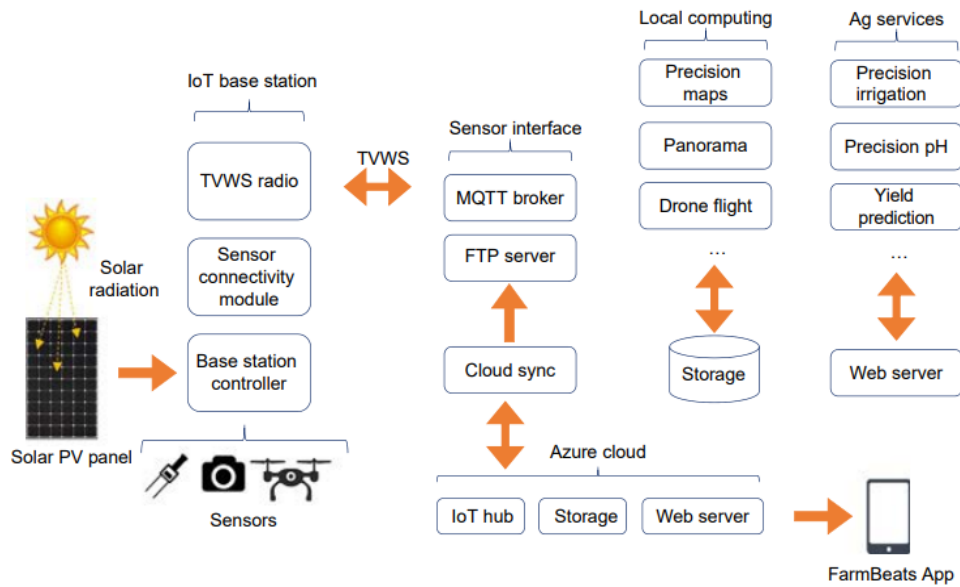 Local computing
Ag services
IoT base station
Precision
maps
Precision
irrigation
Sensor interface
TVWS
TVWS radio
Panorama
Precision pH
MQTT broker
Drone flight
Yield
prediction
Solar
radiation
Sensor
connectivity
module
FTP server
...
...
Base station
controller
Cloud sync
Storage
Web server
Solar PV panel
Azure cloud
Sensors
IoT hub
Storage
Web server
FarmBeats App